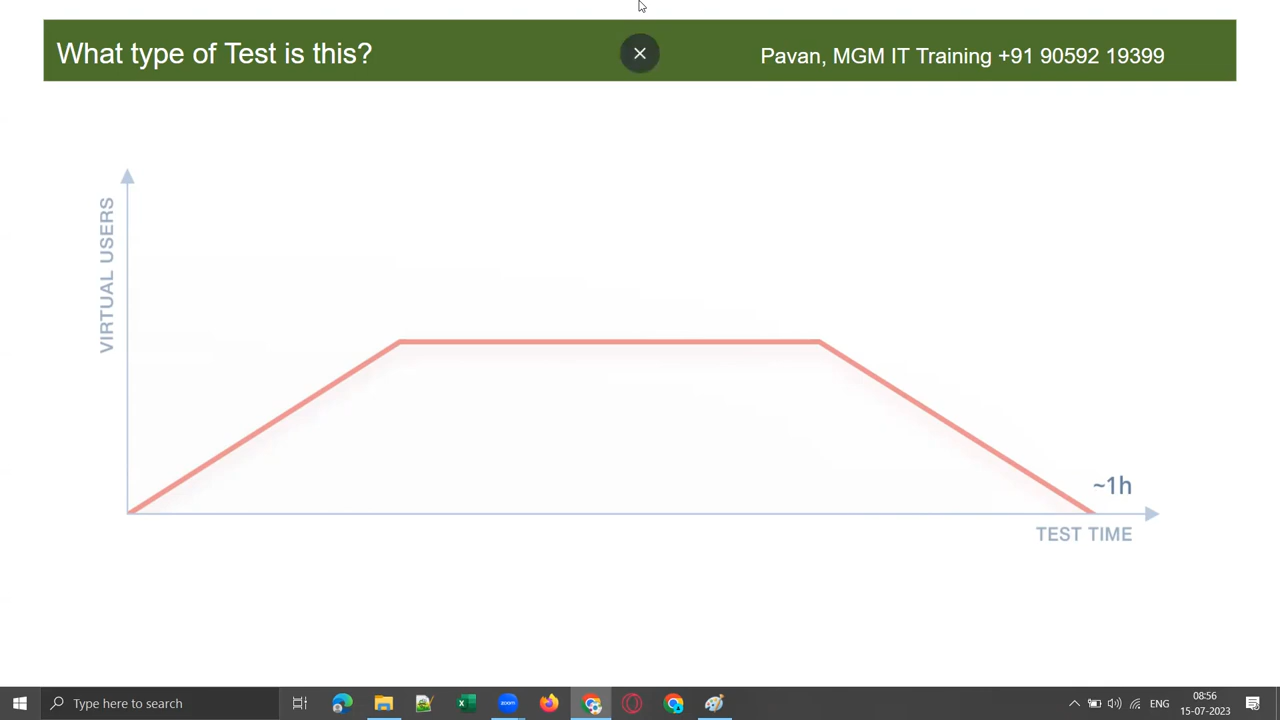 What type of Test is this?
Pavan, MGM IT Training +91 90592 19399
VIRTUAL USERS
~1h
TEST TIME
Type here to search
zoom
ENG
08:56
15-07-2023